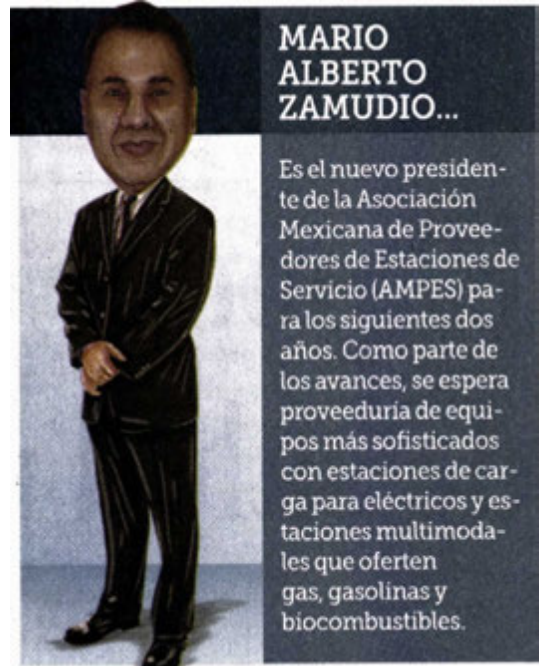 MARIO
ALBERTO
ZAMUDIO...
Es el nuevo presiden-
te de la Asociación
Mexicana de Provee-
dores de Estaciones de
Servicio (AMPES) pa-
ra los siguientes dos
años. Como parte de
los avances, se espera
proveeduría de equi-
pos más sofisticados
con estaciones de car-
ga para eléctricos y es-
taciones multimoda-
les que oferten
gas, gasolinas y
biocombustibles.